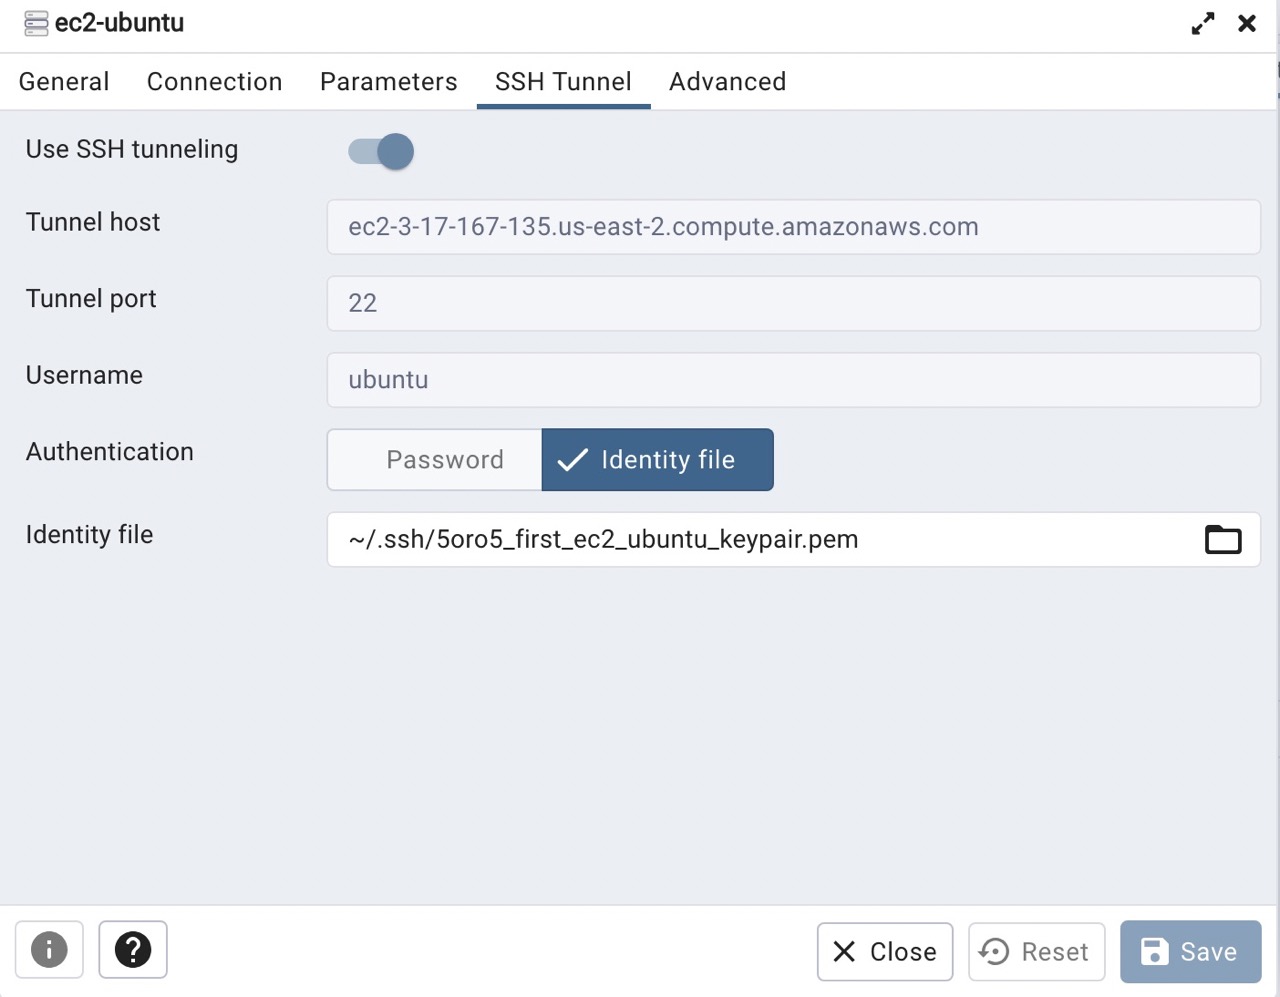 ec2-ubuntu
General Connection Parameters SSH Tunnel Advanced
Use SSH tunneling
Tunnel host ec2-3-17-167-135.us-east-2.compute.amazonaws.com
Tunnel port 22
Username ubuntu
Authentication Password Identity file
Identity file ~/.ssh/5oro5_first_ec2_ubuntu_keypair.pem
Close Reset Save